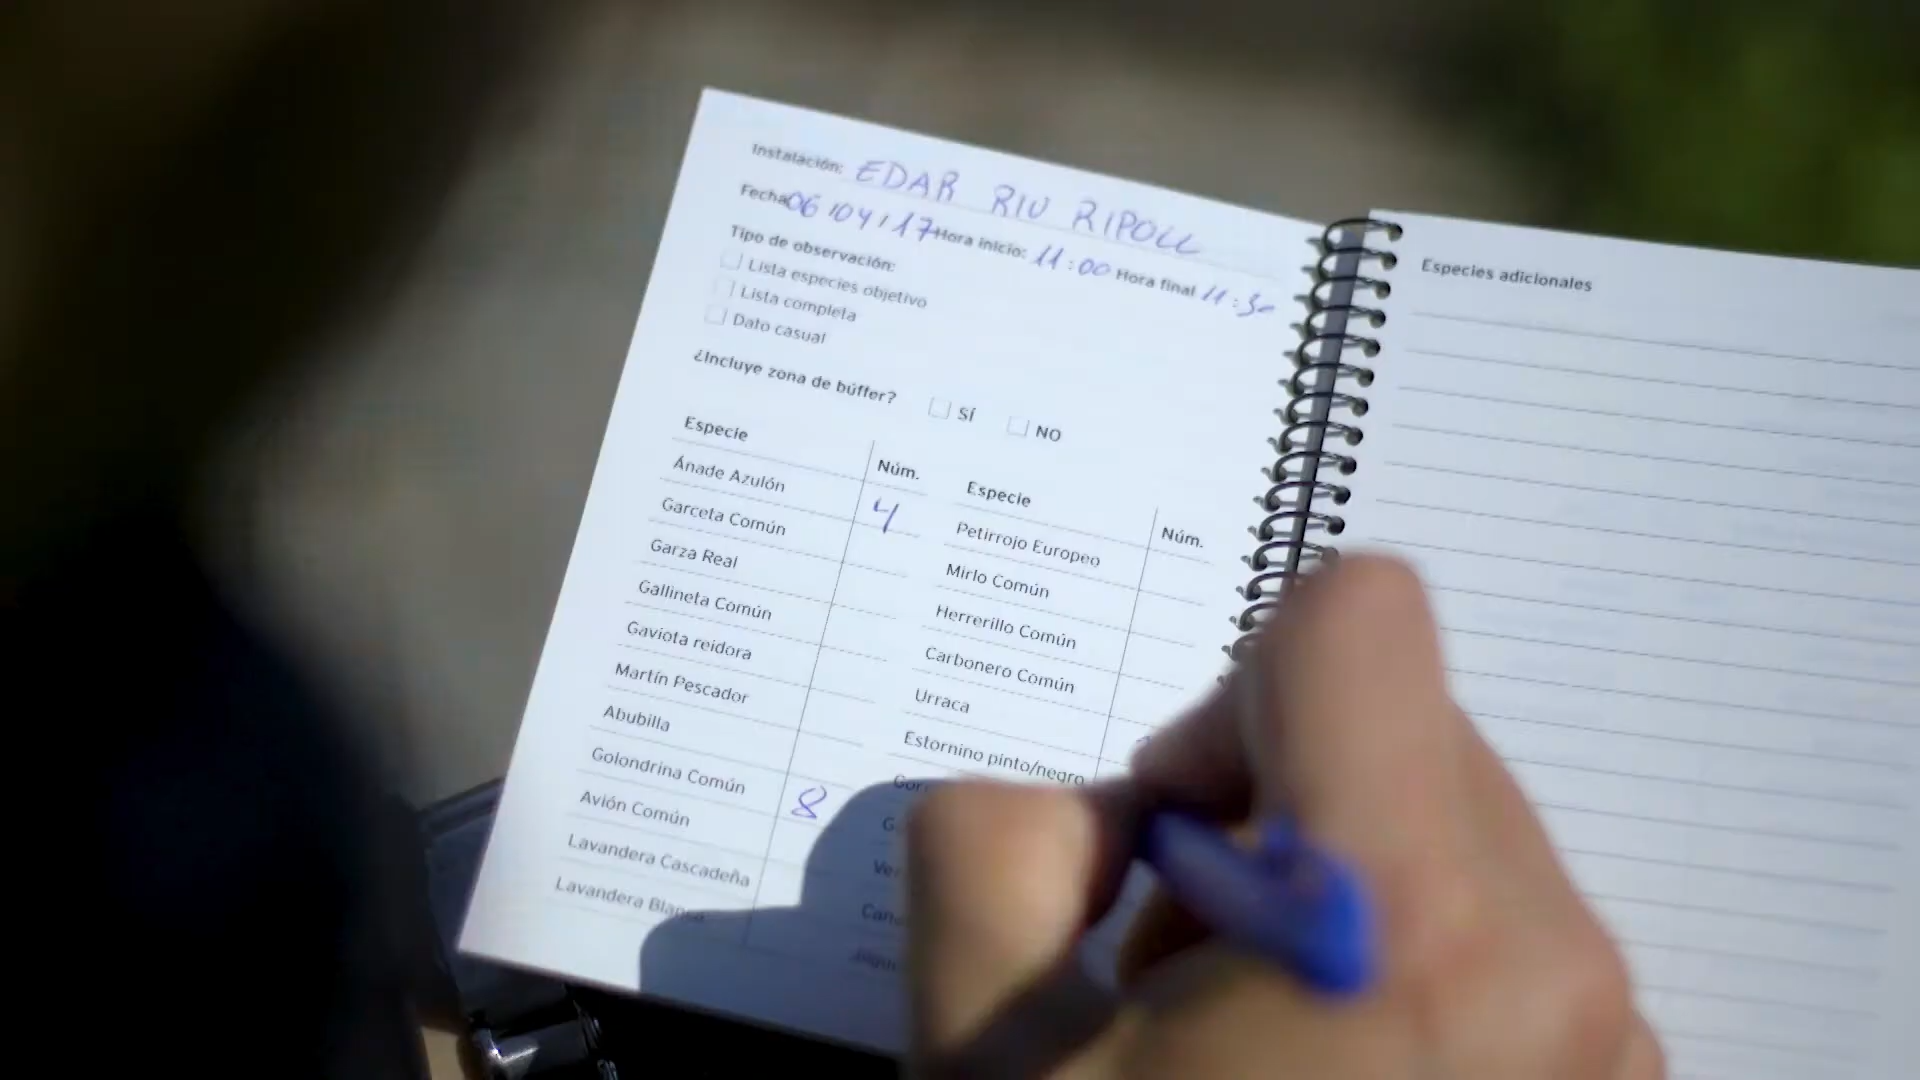 Instalación: EDAR RIU RIPOLL
Fecha 06/04/17 Hora inicio: 11:00 Hora final 11:30
Tipo de observación:
Lista especies objetivo
Lista completa
Dato casual
¿Incluye zona de búffer? SÍ NO
Especie Núm.
Ánade Azulón 4
Garceta Común
Garza Real
Gallineta Común
Gaviota reidora
Martín Pescador
Abubilla
Golondrina Común 8
Avión Común
Lavandera Cascadeña
Lavandera Blanca
Especie Núm.
Petirrojo Europeo
Mirlo Común
Herrerillo Común
Carbonero Común
Urraca
Estornino pinto/negro
Especies adicionales